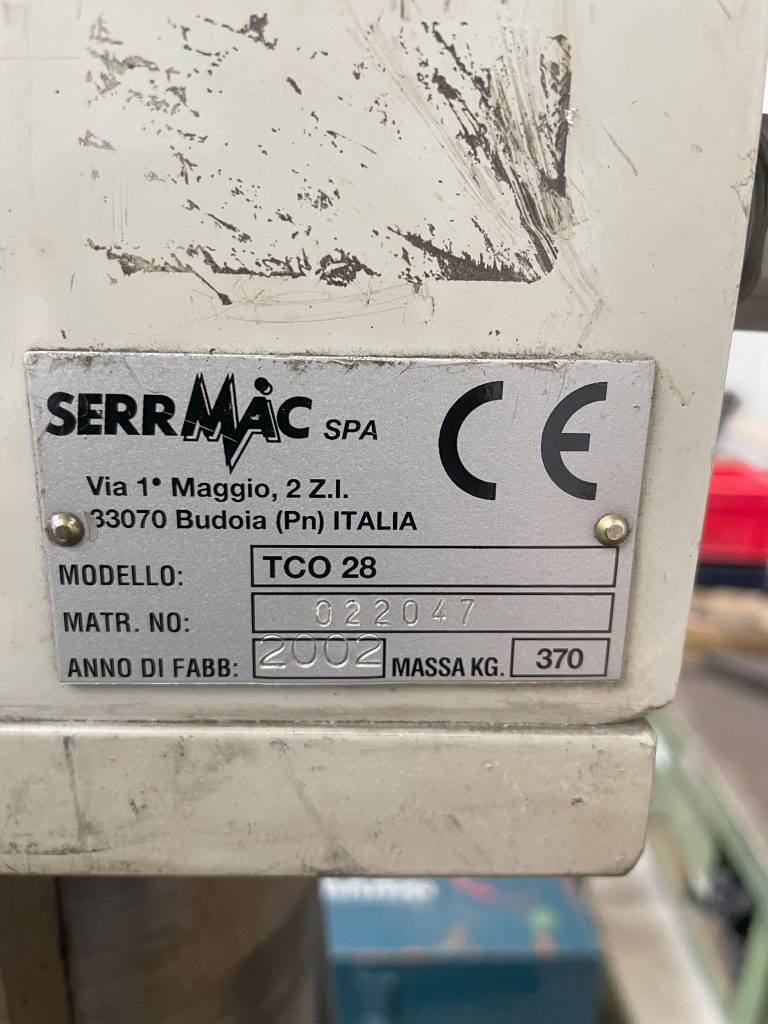 SERRMAC SPA
CE
Via 1° Maggio, 2 Z.I.
33070 Budoia (Pn) ITALIA
MODELLO: TCO 28
MATR. NO: 022047
ANNO DI FABB: 2002 MASSA KG. 370